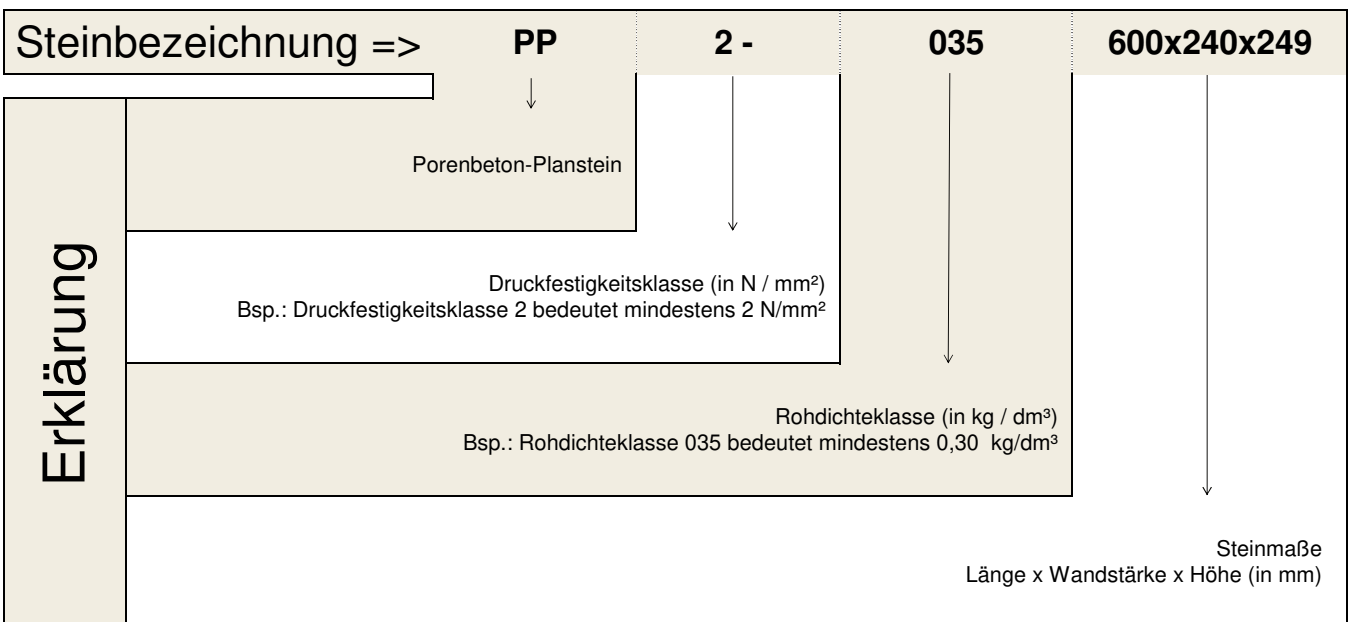 Steinbezeichnung => PP 2 - 035 600x240x249
Erklärung
Porenbeton-Planstein
Druckfestigkeitsklasse (in N / mm²)
Bsp.: Druckfestigkeitsklasse 2 bedeutet mindestens 2 N/mm²
Rohdichteklasse (in kg / dm³)
Bsp.: Rohdichteklasse 035 bedeutet mindestens 0,30  kg/dm³
Steinmaße
Länge x Wandstärke x Höhe (in mm)